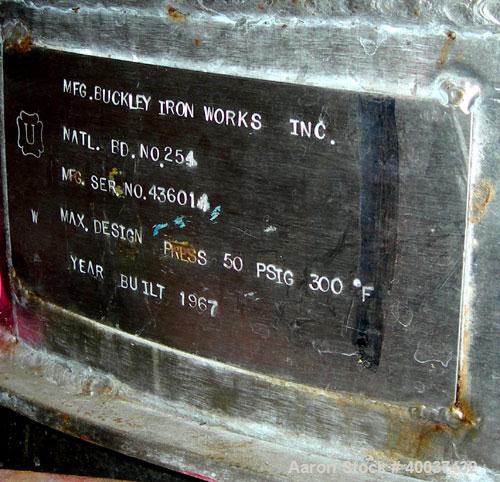 MFG. BUCKLEY IRON WORKS INC.
U
NATL. BD. NO. 254
MFG. SER. NO. 436014
W MAX. DESIGN PRESS 50 PSIG 300 °F
YEAR BUILT 1967
Aaron Stock #